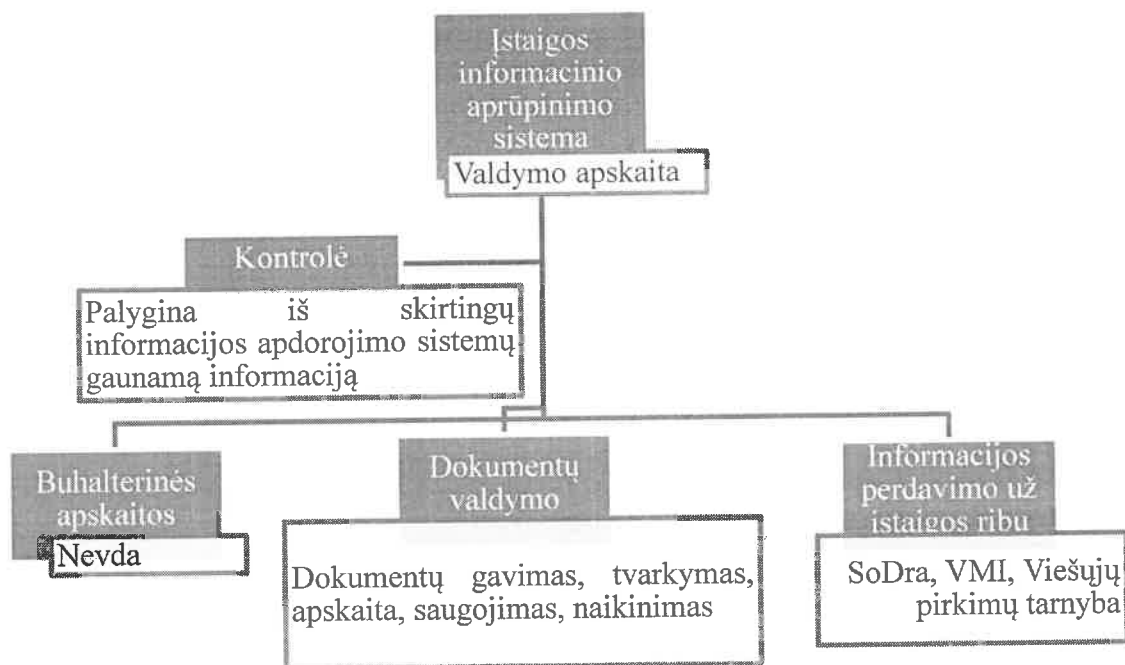 Įstaigos
informacinio
aprūpinimo
sistema
Valdymo apskaita
Kontrolė
Palygina iš skirtingų
informacijos apdorojimo sistemų
gaunamą informaciją
Buhalterinės
apskaitos
Nevda
Dokumentų
valdymo
Dokumentų gavimas, tvarkymas,
apskaita, saugojimas, naikinimas
Informacijos
perdavimo už
įstaigos ribu
SoDra, VMI, Viešųjų
pirkimų tarnyba